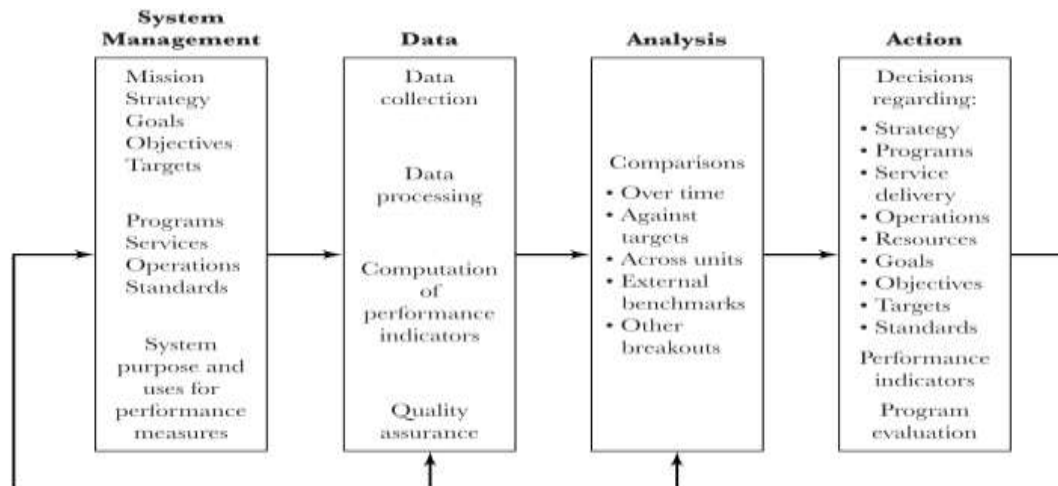 System
Management
Mission
Strategy
Goals
Objectives
Targets
Programs
Services
Operations
Standards
System
purpose and
uses for
performance
measures
Data
Data
collection
Data
processing
Computation
of
performance
indicators
Quality
assurance
Analysis
Comparisons
• Over time
• Against
targets
• Across units
• External
benchmarks
• Other
breakouts
Action
Decisions
regarding:
• Strategy
• Programs
• Service
delivery
• Operations
• Resources
• Goals
• Objectives
• Targets
• Standards
Performance
indicators
Program
evaluation